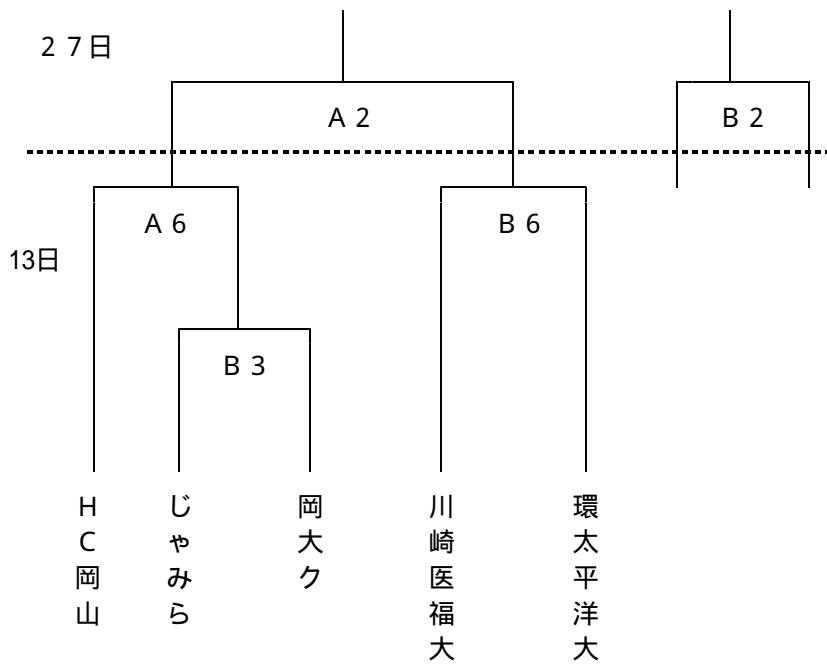 ２７日
Ａ２
Ｂ２
Ａ６
Ｂ６
13日
Ｂ３
ＨＣ岡山
じゃみら
岡大ク
川崎医福大
環太平洋大